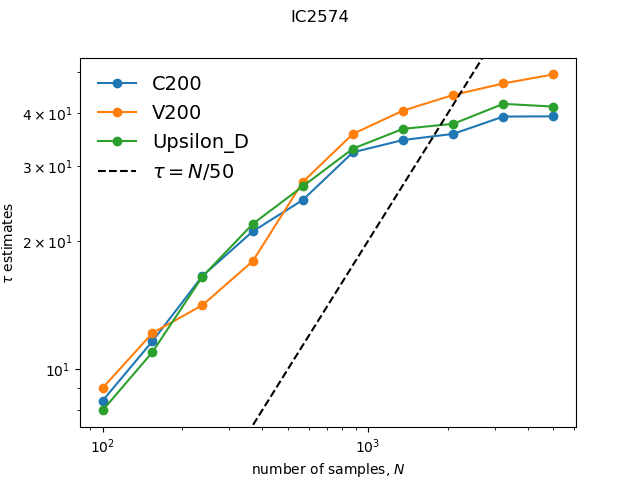 IC2574
C200
V200
Upsilon_D
τ = N/50
τ estimates
4 × 10¹
3 × 10¹
2 × 10¹
10¹
10²
10³
number of samples, N